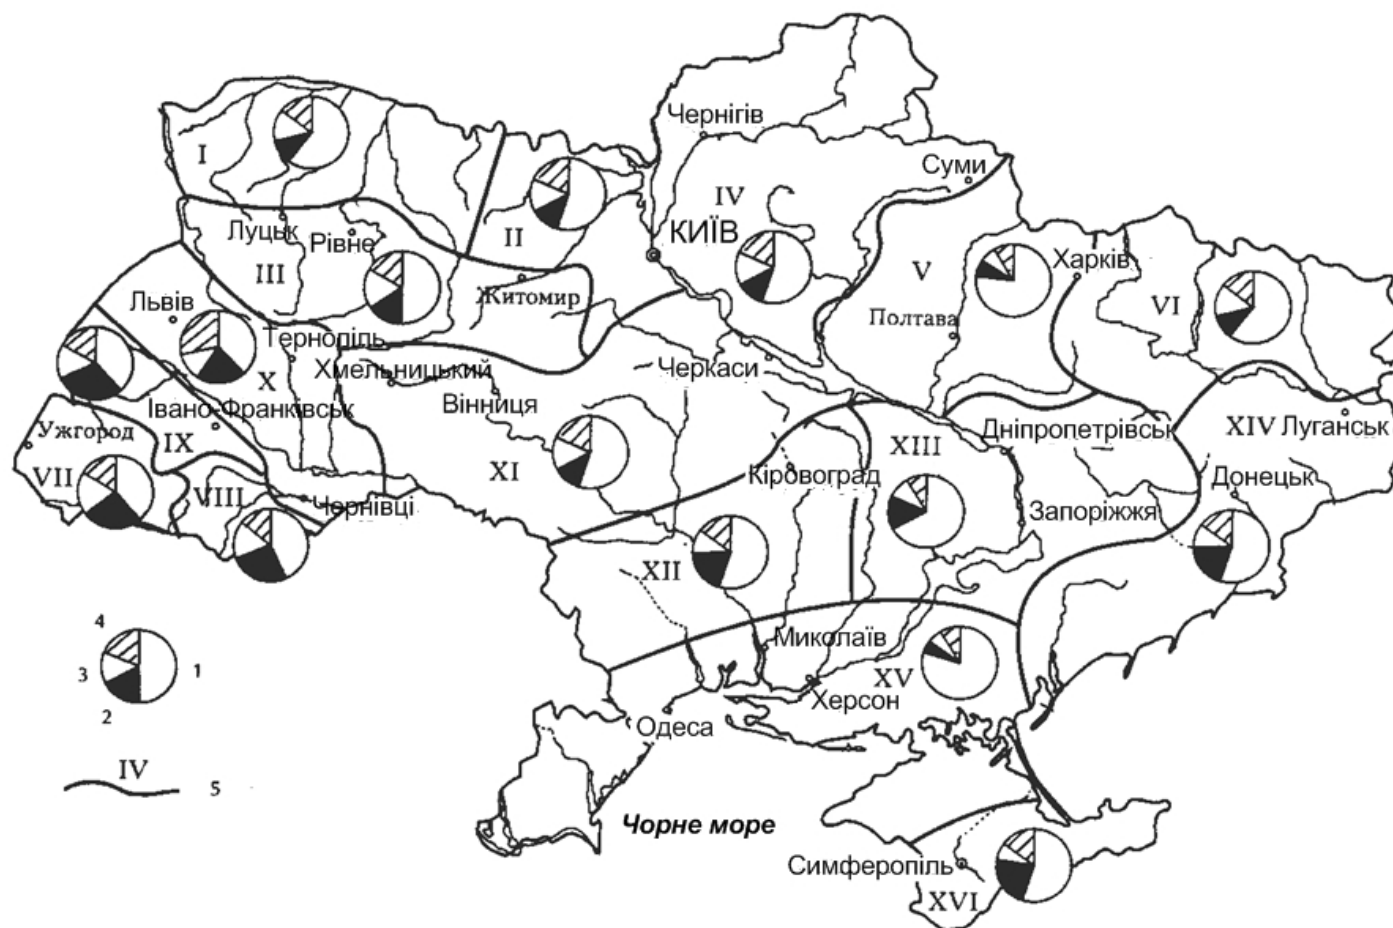 Чернігів
Суми
I
IV
Луцьк
Рівне
II
КИЇВ
III
V
Харків
Житомир
VI
Львів
Полтава
Тернопіль
X
Хмельницький
Черкаси
Вінниця
Івано-Франківськ
Ужгород
IX
XI
XIII
Дніпропетрівськ
XIV Луганськ
VII
VIII
Чернівці
Кіровоград
Донецьк
Запоріжжя
XII
4
Миколаїв
3
1
XV
Херсон
2
Одеса
IV
5
Чорне море
Симферопіль
XVI